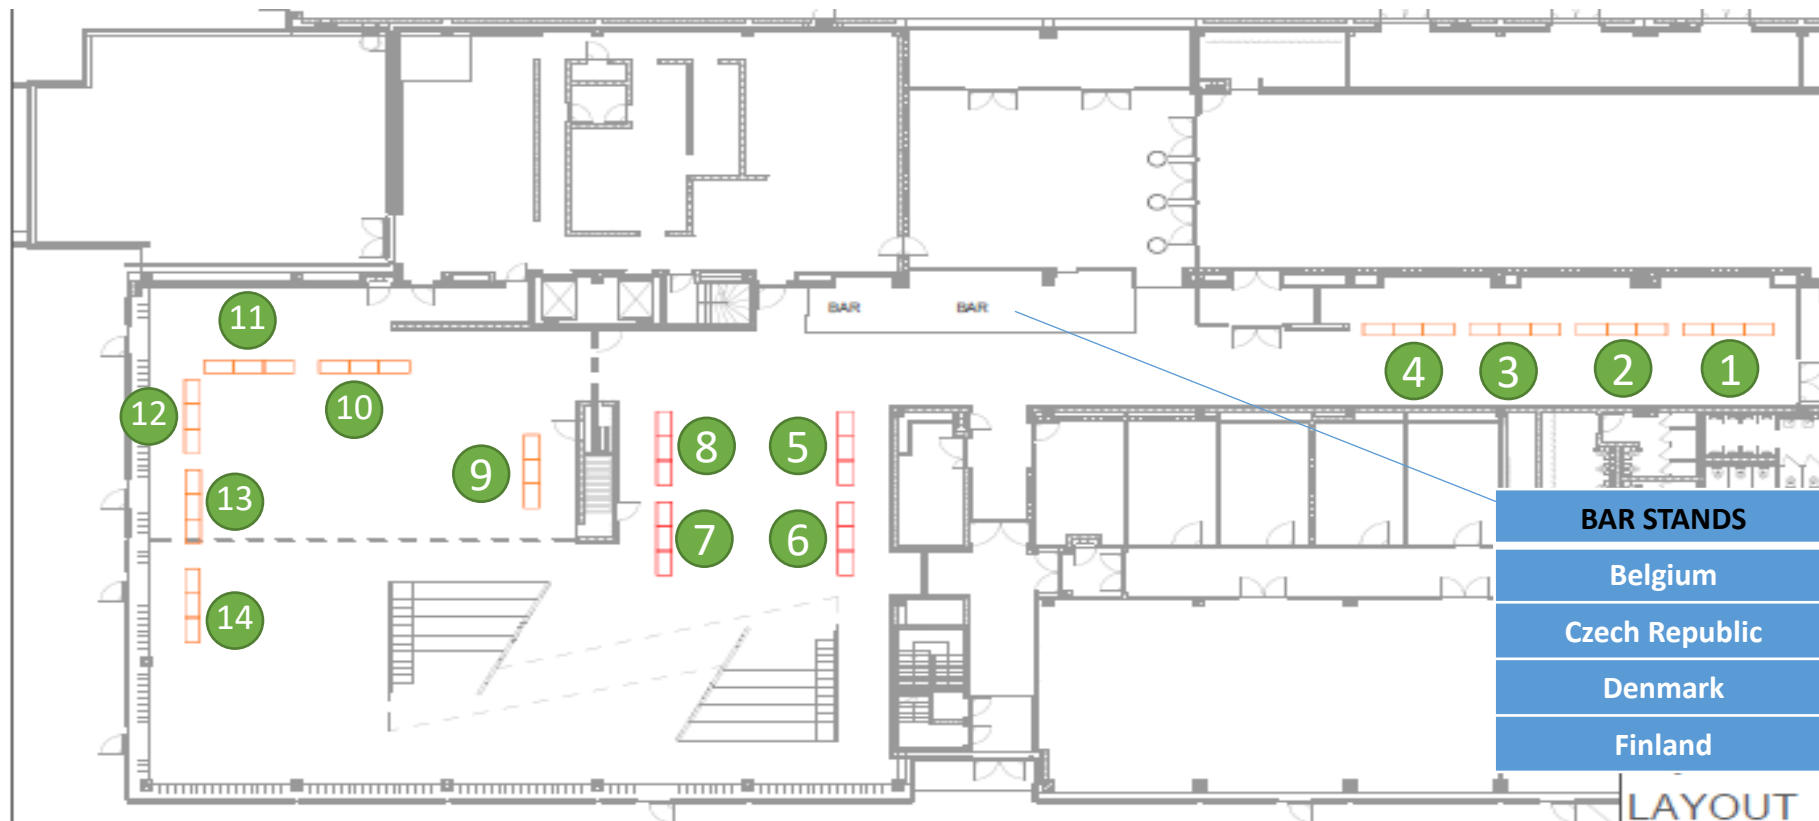 11
BAR
BAR
4
3
2
1
12
10
8
5
9
13
7
6
14
BAR STANDS
Belgium
Czech Republic
Denmark
Finland
LAYOUT